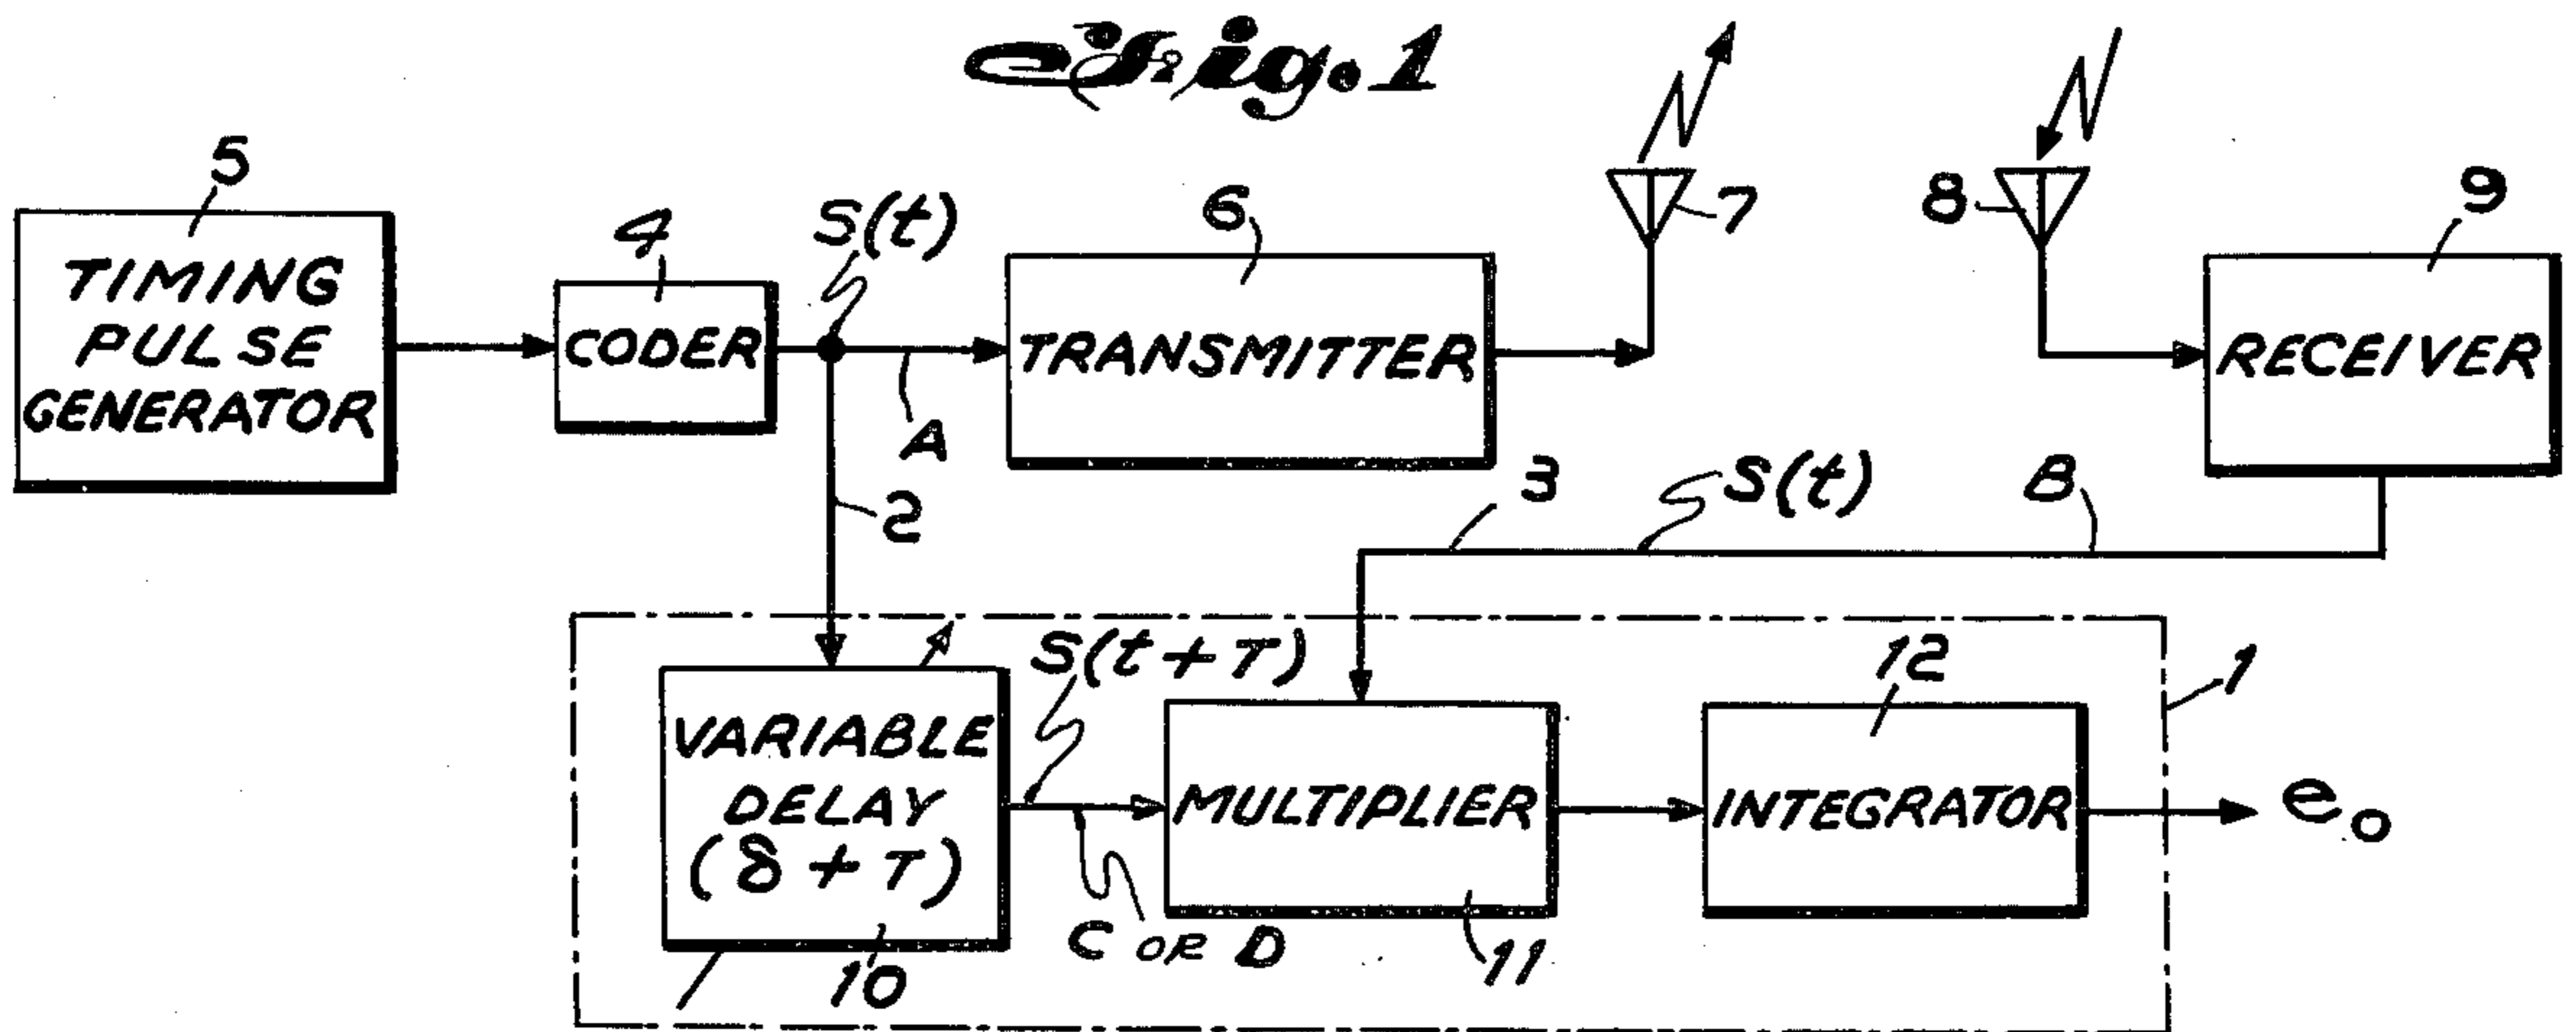 Fig. 1
5
TIMING
PULSE
GENERATOR
4
CODER
S(t)
A
2
6
TRANSMITTER
7
8
9
RECEIVER
3
S(t)
B
VARIABLE
DELAY
(δ + τ)
10
S(t + τ)
C OR D
MULTIPLIER
11
12
INTEGRATOR
1
e₀